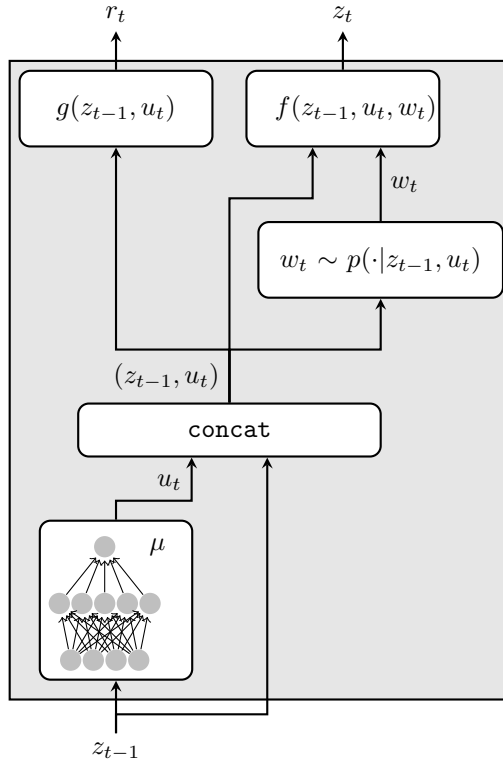 r_t z_t
g(z_{t−1}, u_t) f(z_{t−1}, u_t, w_t)
w_t
w_t ∼ p(·|z_{t−1}, u_t)
(z_{t−1}, u_t)
concat
u_t
μ
z_{t−1}